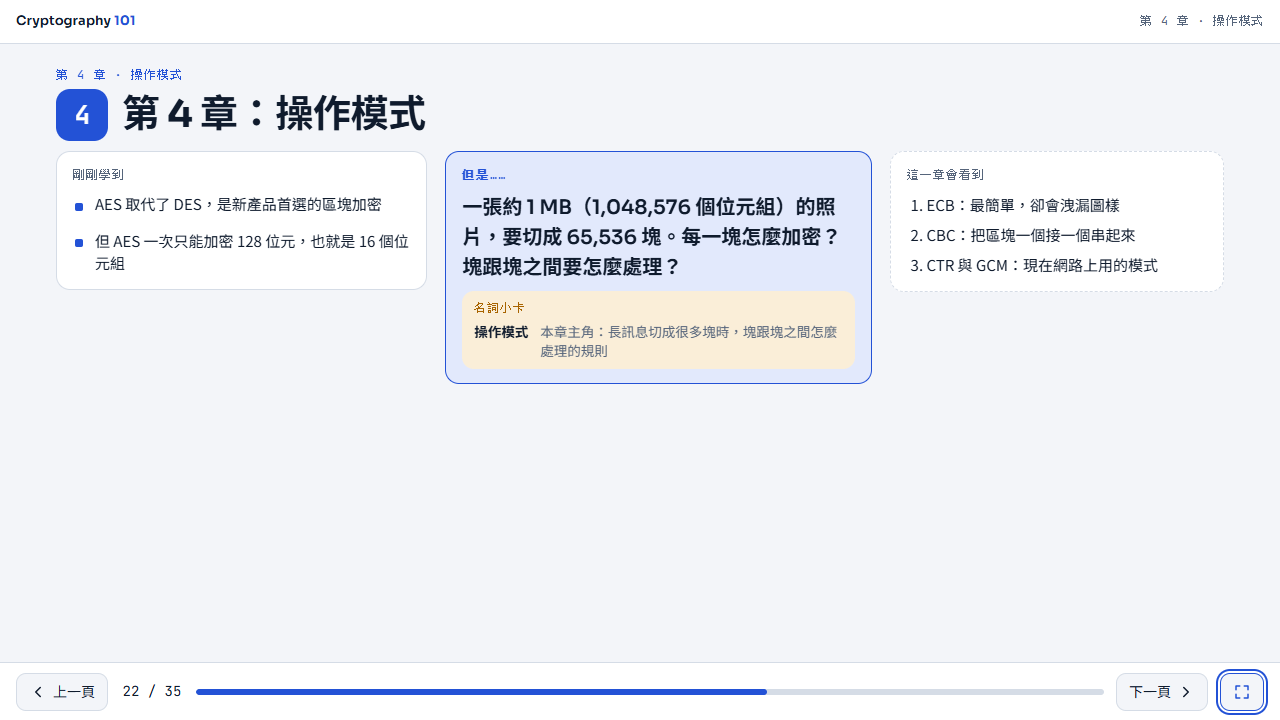 Cryptography 101
第 4 章 · 操作模式
第 4 章 · 操作模式
4
第 4 章：操作模式
剛剛學到
AES 取代了 DES，是新產品首選的區塊加密
但 AES 一次只能加密 128 位元，也就是 16 個位
元組
但是……
一張約 1 MB（1,048,576 個位元組）的照
片，要切成 65,536 塊。每一塊怎麼加密？
塊跟塊之間要怎麼處理？
名詞小卡
操作模式 本章主角：長訊息切成很多塊時，塊跟塊之間怎麼
處理的規則
這一章會看到
1. ECB：最簡單，卻會洩漏圖樣
2. CBC：把區塊一個接一個串起來
3. CTR 與 GCM：現在網路上用的模式
上一頁
22 / 35
下一頁